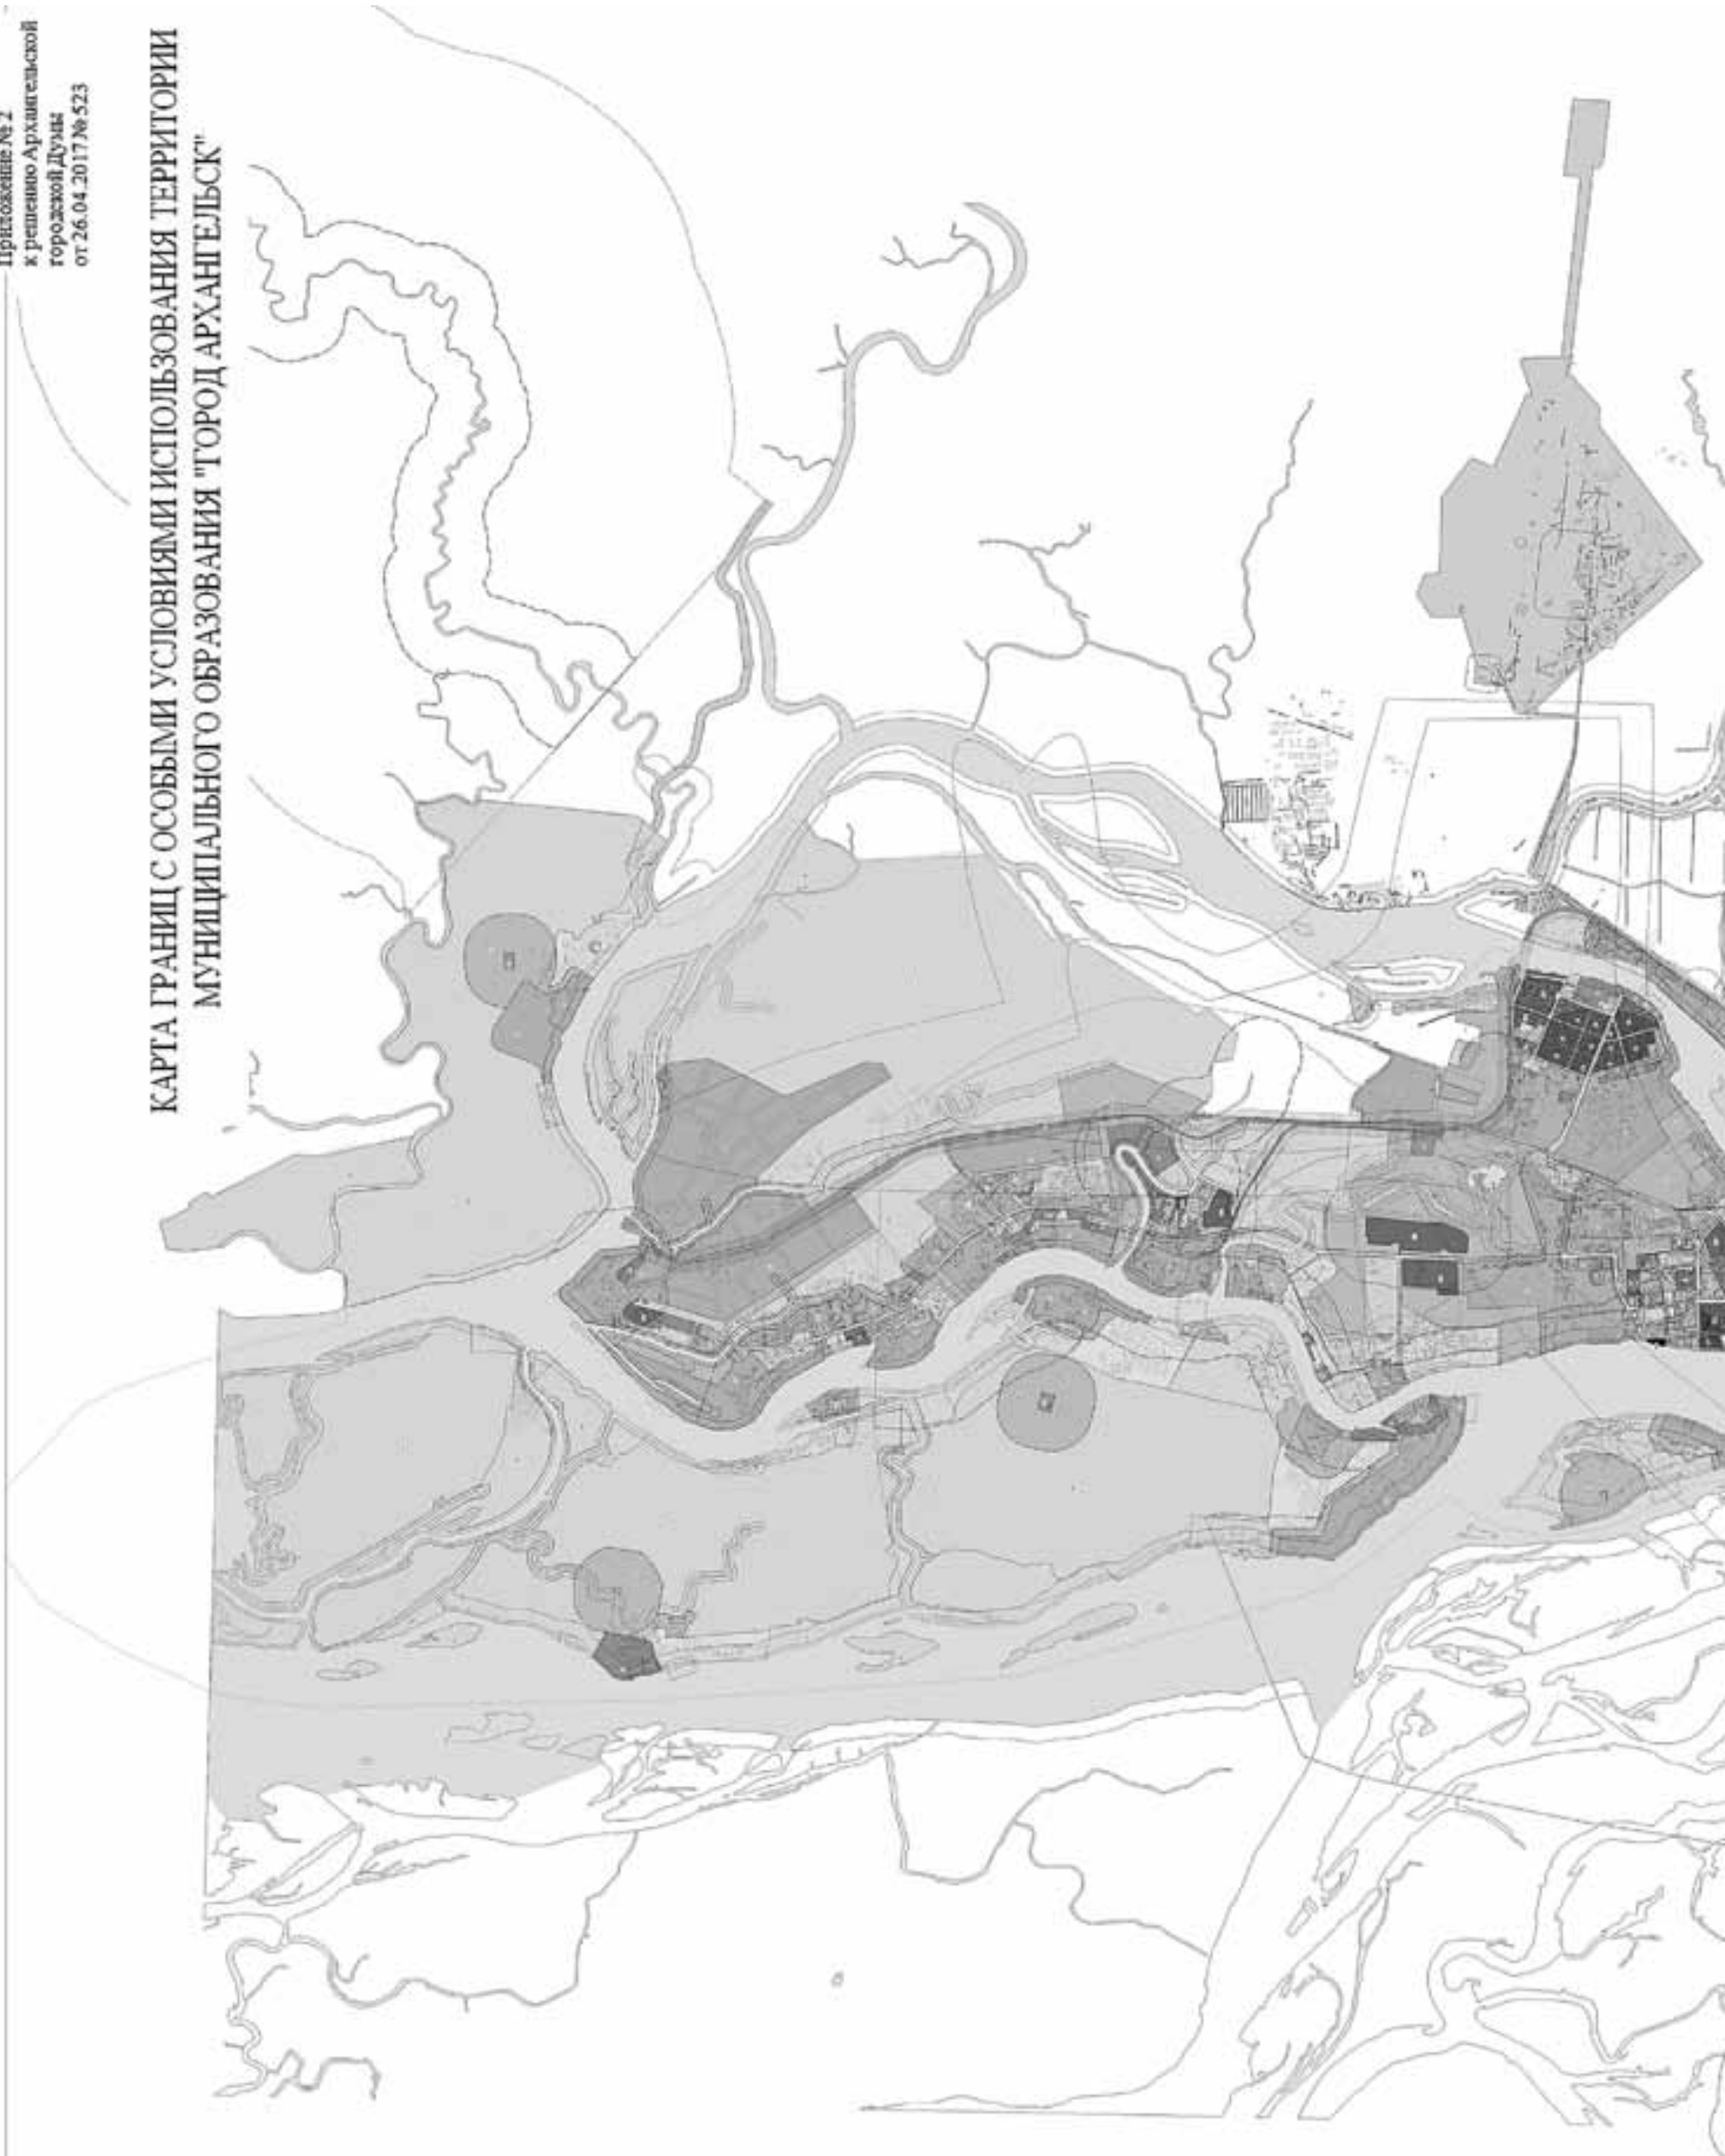 Приложение № 2
к решению Архангельской
городской Думы
от 26.04.2017 № 523
КАРТА ГРАНИЦ С ОСОБЫМИ УСЛОВИЯМИ ИСПОЛЬЗОВАНИЯ ТЕРРИТОРИИ
МУНИЦИПАЛЬНОГО ОБРАЗОВАНИЯ "ГОРОД АРХАНГЕЛЬСК"